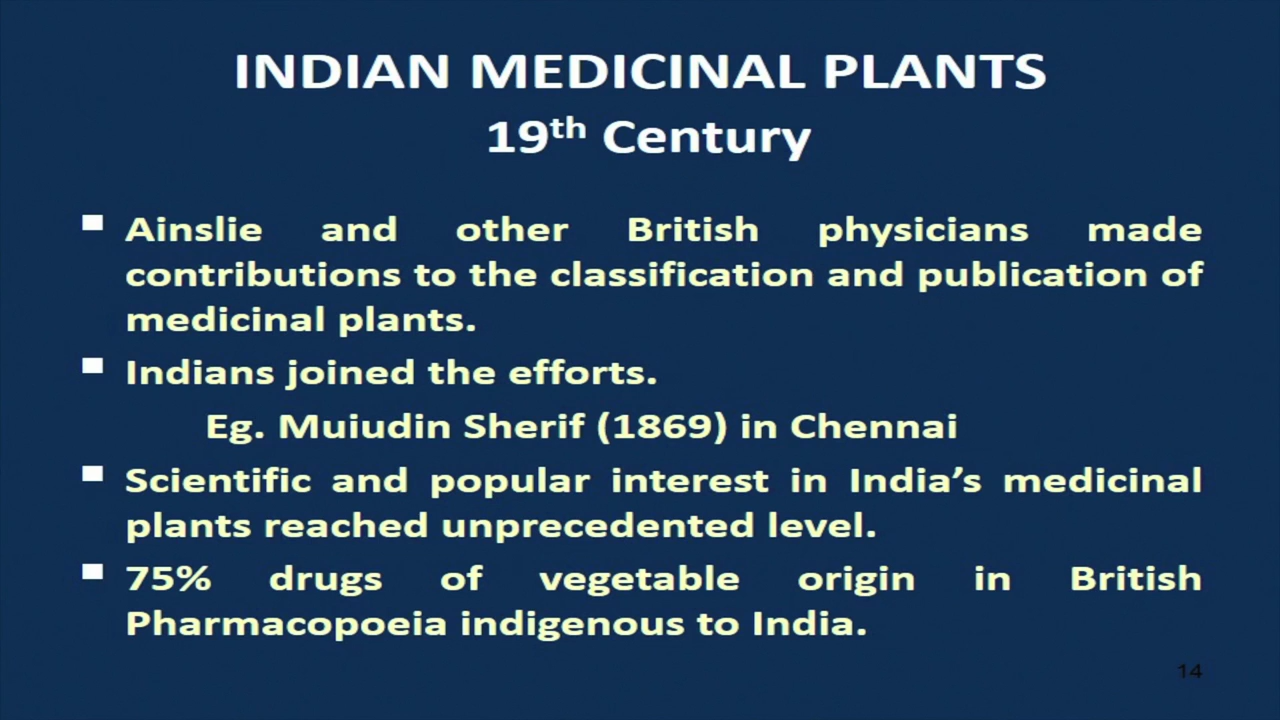 INDIAN MEDICINAL PLANTS
19th Century
Ainslie and other British physicians made
contributions to the classification and publication of
medicinal plants.
Indians joined the efforts.
Eg. Muiudin Sherif (1869) in Chennai
Scientific and popular interest in India’s medicinal
plants reached unprecedented level.
75% drugs of vegetable origin in British
Pharmacopoeia indigenous to India.
14